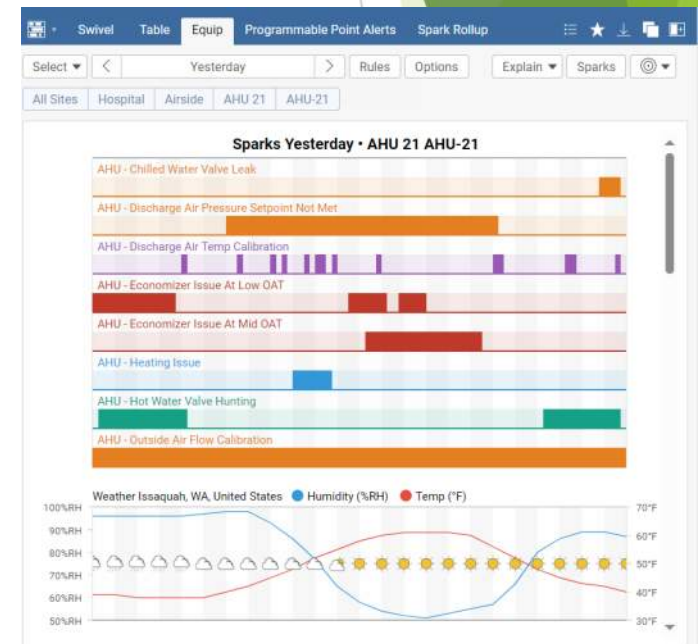 Swivel Table Equip Programmable Point Alerts Spark Rollup
Select Yesterday Rules Options Explain Sparks
All Sites Hospital Airside AHU 21 AHU-21
Sparks Yesterday • AHU 21 AHU-21
AHU - Chilled Water Valve Leak
AHU - Discharge Air Pressure Setpoint Not Met
AHU - Discharge Air Temp Calibration
AHU - Economizer Issue At Low OAT
AHU - Economizer Issue At Mid OAT
AHU - Heating Issue
AHU - Hot Water Valve Hunting
AHU - Outside Air Flow Calibration
Weather Issaquah, WA, United States Humidity (%RH) Temp (°F)
100%RH 70°F
90%RH 60°F
80%RH 50°F
70%RH
60%RH 40°F
50%RH 30°F